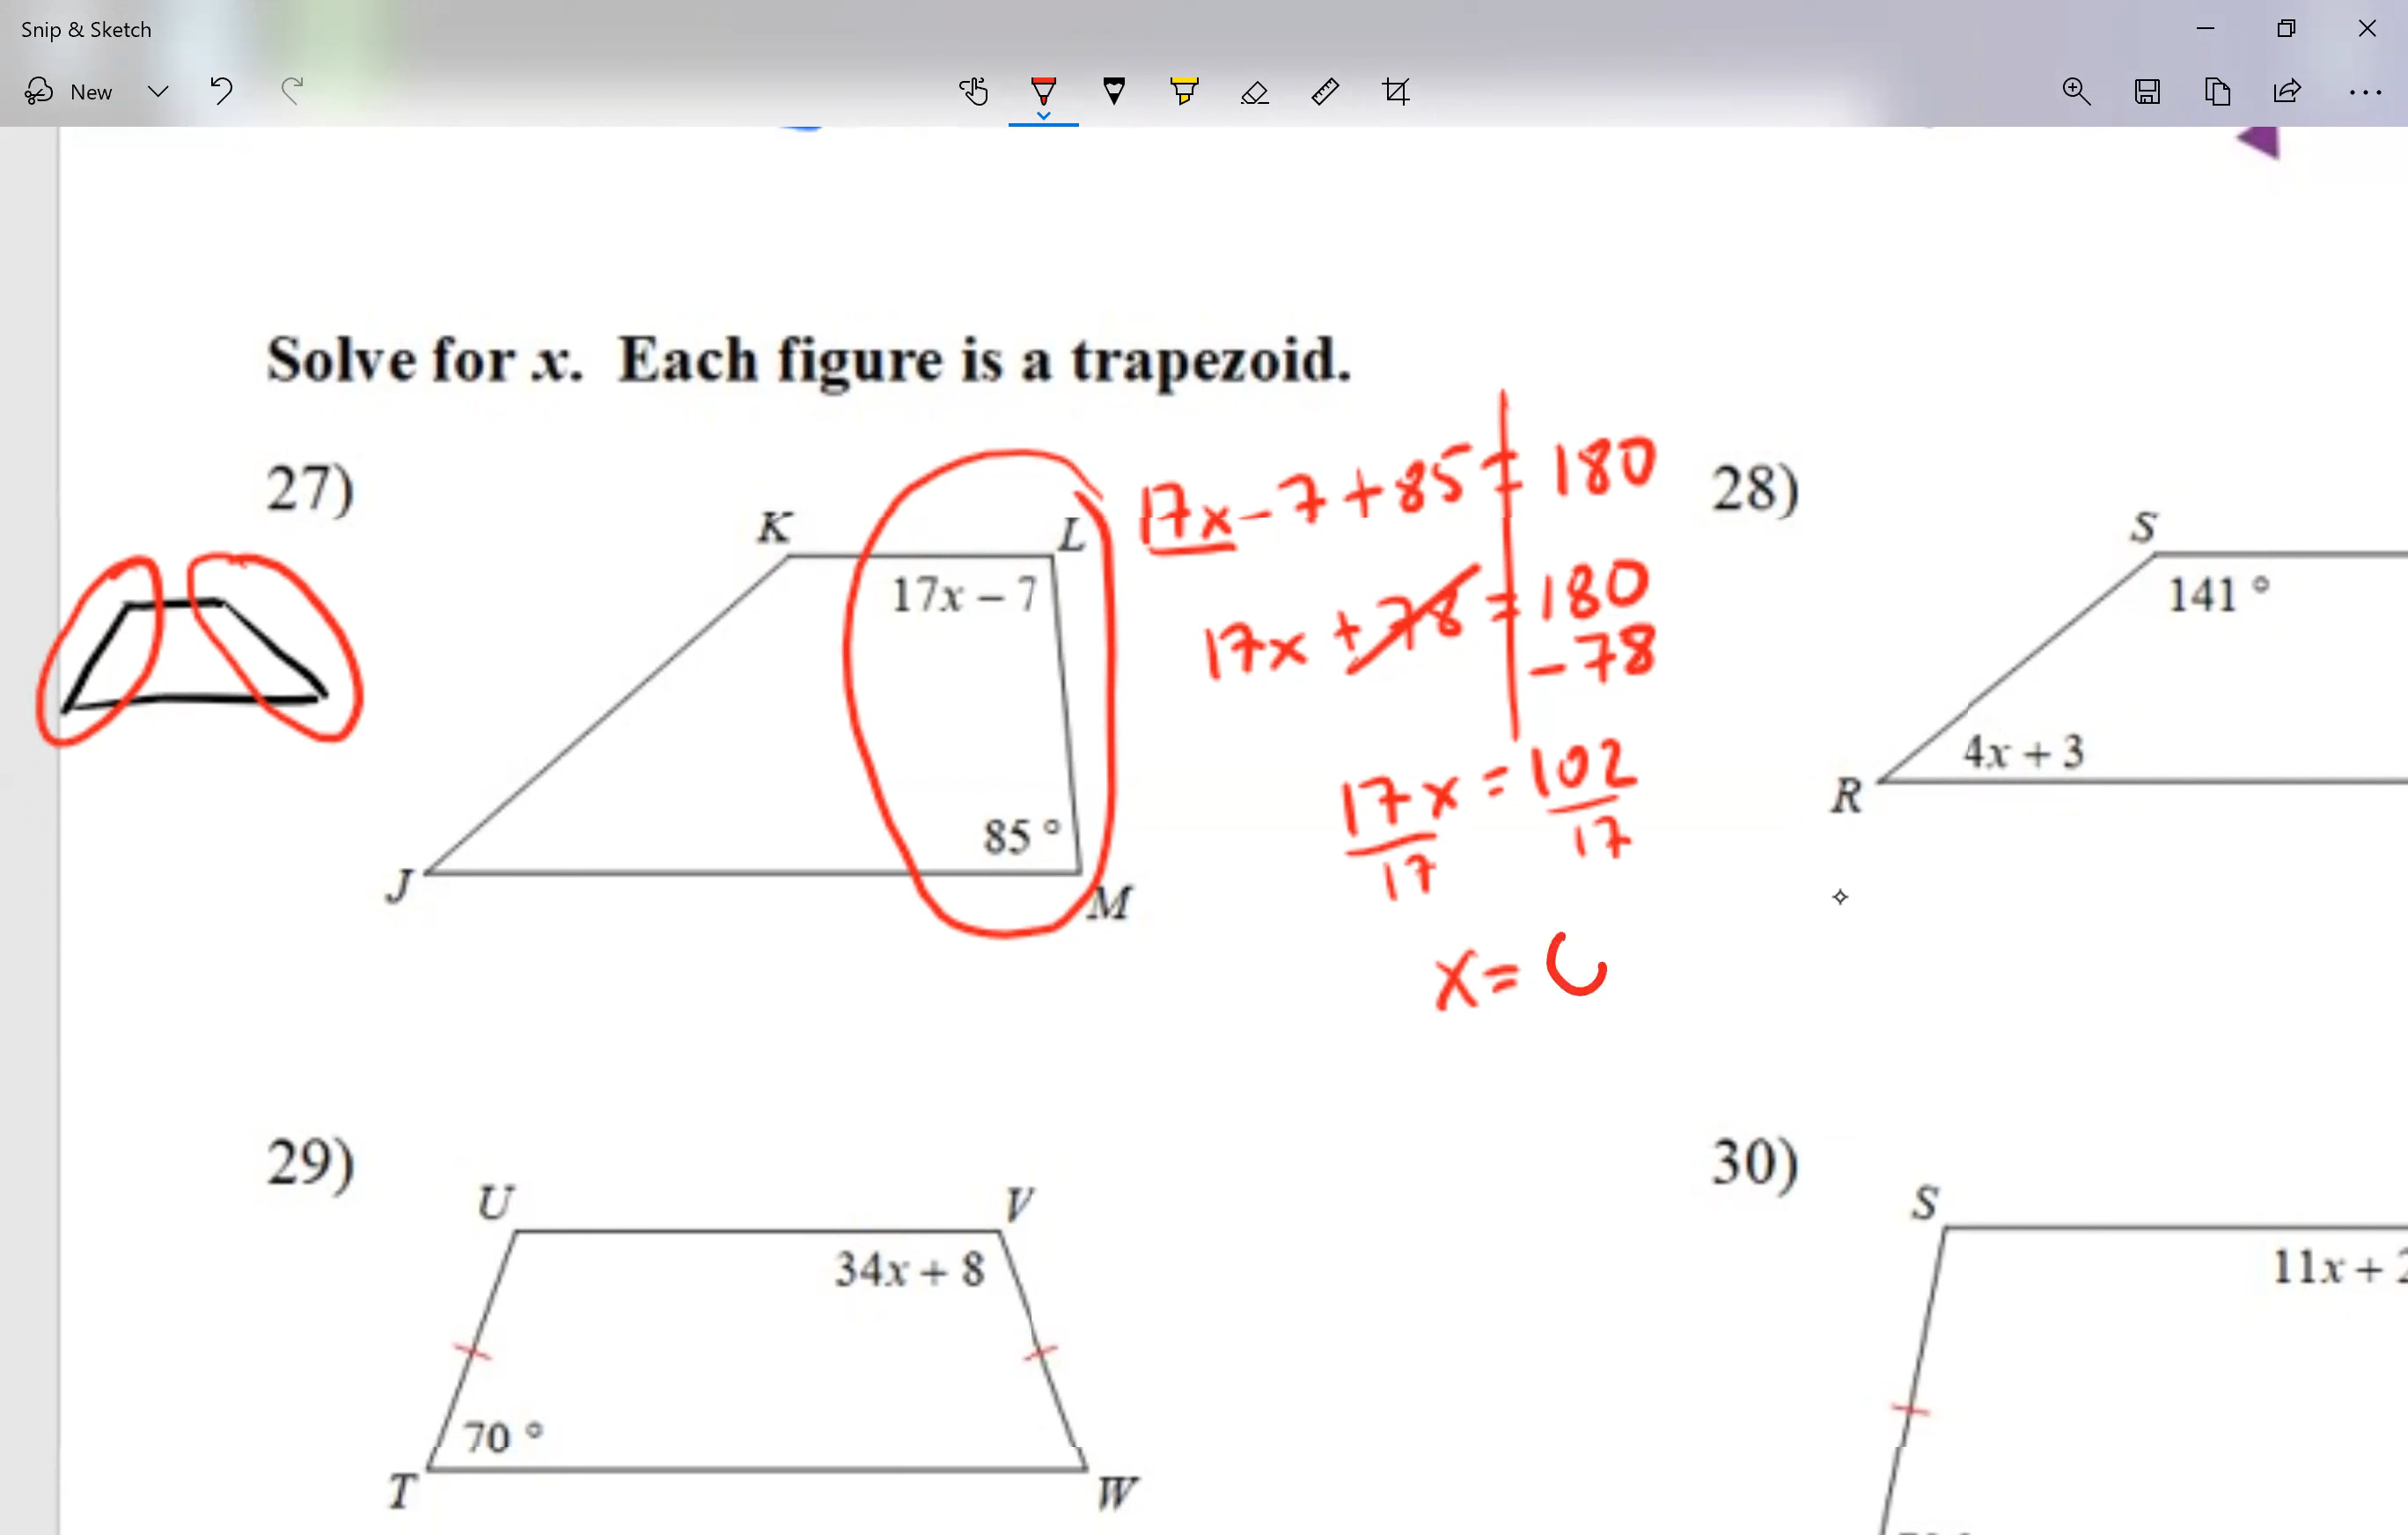 Snip & Sketch
New
Solve for x. Each figure is a trapezoid.
27)
K
L
17x – 7
85 °
J
M
17x - 7 + 85 = 180
17x + 78 = 180
- 78
17x = 102
17 17
x =
28)
S
141 °
4x + 3
R
29)
U
V
34x + 8
70 °
T
W
30)
S
11x + 2